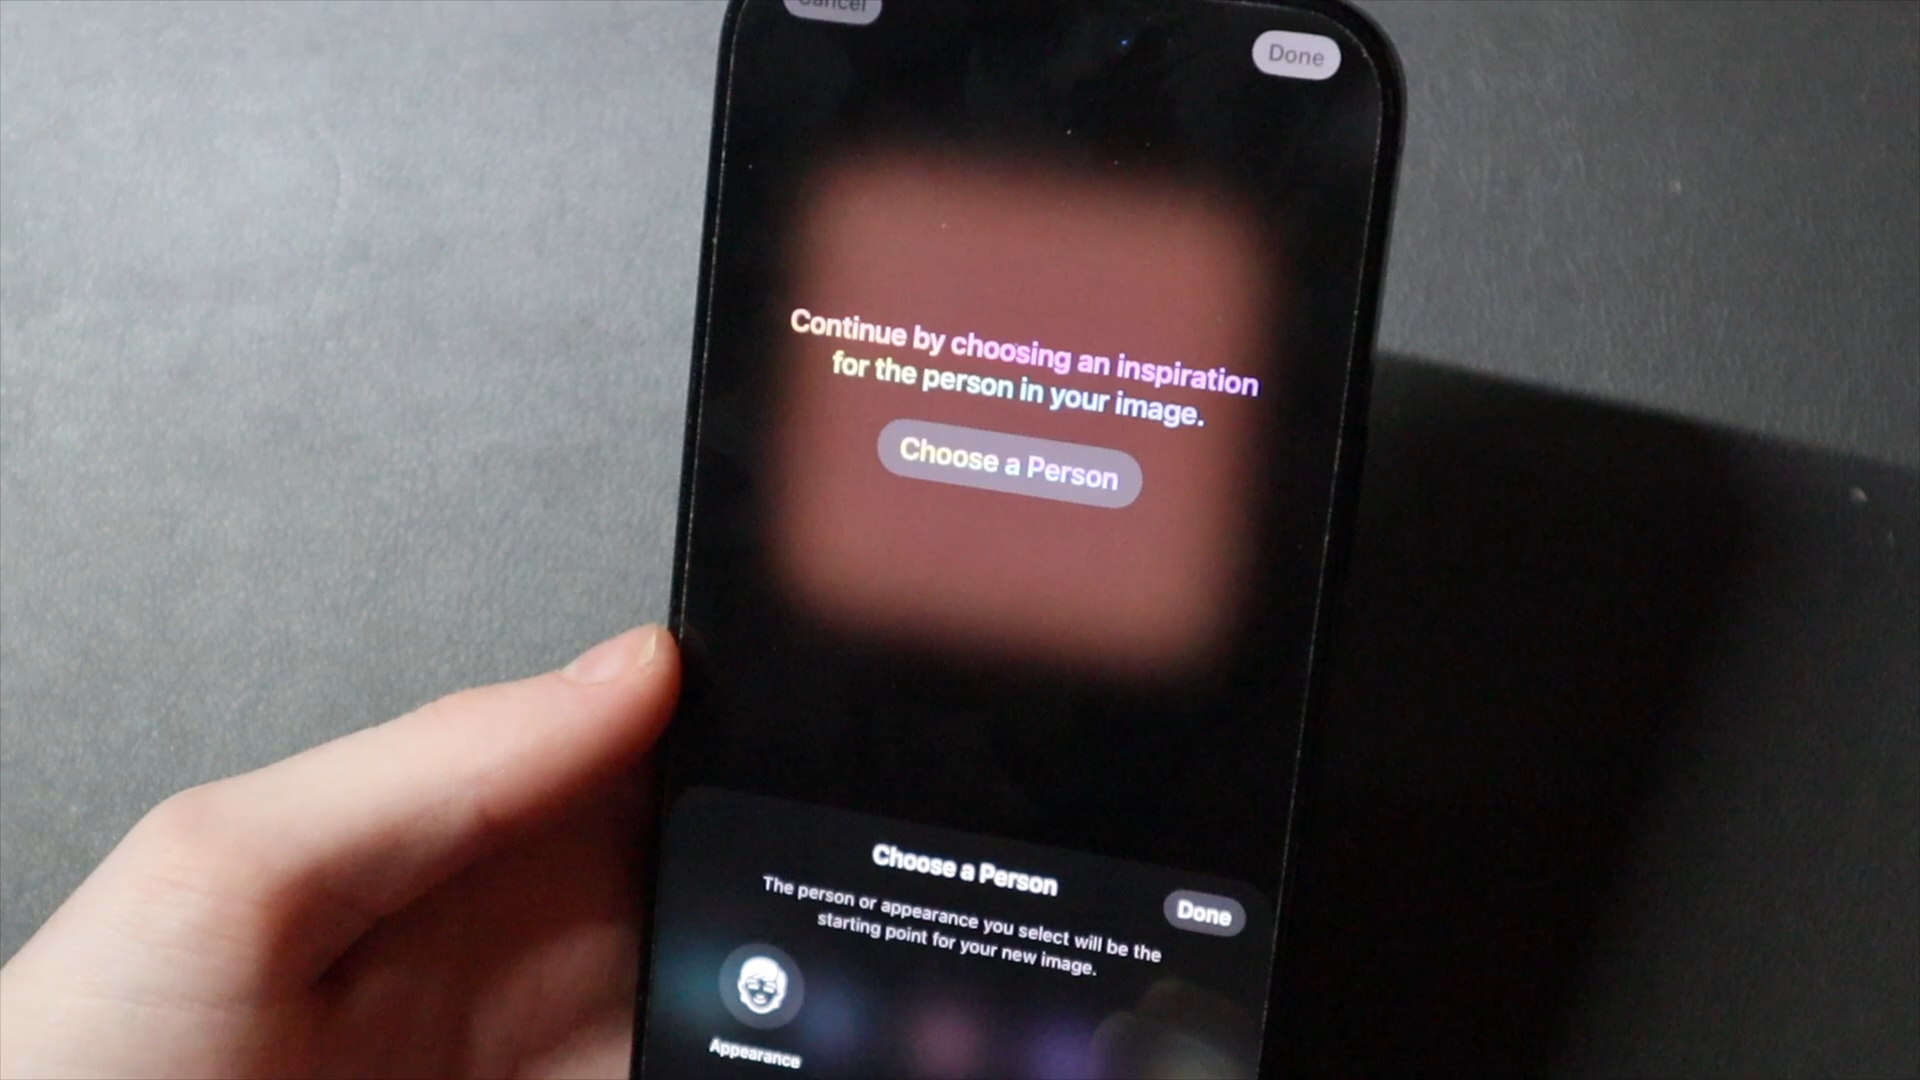 Cancel
Done
Continue by choosing an inspiration
for the person in your image.
Choose a Person
Choose a Person
Done
The person or appearance you select will be the
starting point for your new image.
Appearance